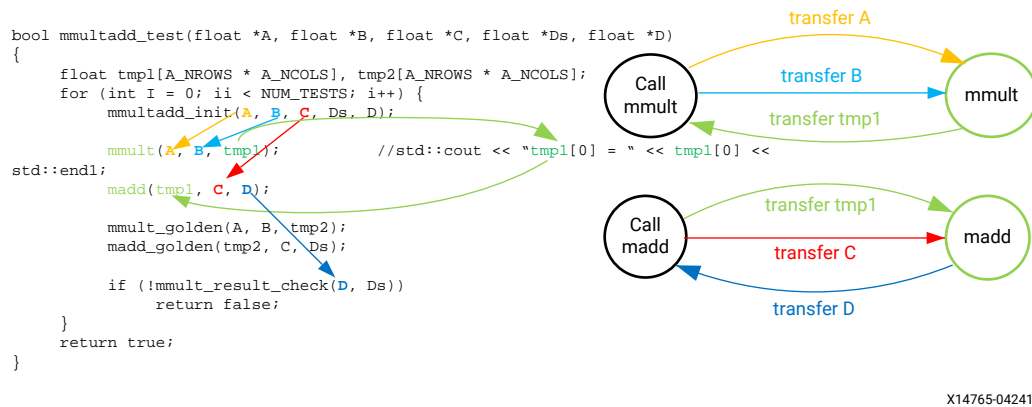 bool mmultadd_test(float *A, float *B, float *C, float *Ds, float *D)
{
float tmp1[A_NROWS * A_NCOLS], tmp2[A_NROWS * A_NCOLS];
for (int I = 0; ii < NUM_TESTS; i++) {
mmultadd_init(A, B, C, Ds, D);
mmult(A, B, tmp1); //std::cout << “tmp1[0] = “ << tmp1[0] <<
std::end1;
madd(tmp1, C, D);
mmult_golden(A, B, tmp2);
madd_golden(tmp2, C, Ds);
if (!mmult_result_check(D, Ds))
return false;
}
return true;
}
transfer A
Call
mmult
transfer B
mmult
transfer tmp1
transfer tmp1
Call
madd
transfer C
madd
transfer D
X14765-04241